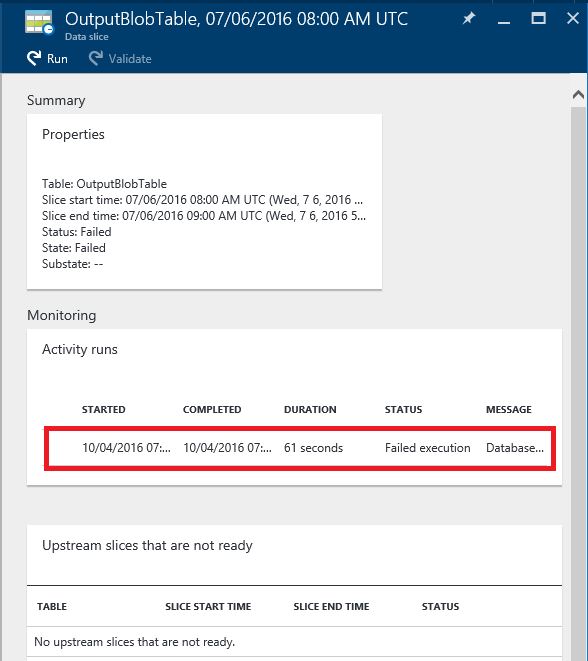 OutputBlobTable, 07/06/2016 08:00 AM UTC
Data slice
Run Validate
Summary
Properties
Table: OutputBlobTable
Slice start time: 07/06/2016 08:00 AM UTC (Wed, 7 6, 2016 ...
Slice end time: 07/06/2016 09:00 AM UTC (Wed, 7 6, 2016 5...
Status: Failed
State: Failed
Substate: --
Monitoring
Activity runs
STARTED COMPLETED DURATION STATUS MESSAGE
10/04/2016 07:... 10/04/2016 07:... 61 seconds Failed execution Database...
Upstream slices that are not ready
TABLE SLICE START TIME SLICE END TIME STATUS
No upstream slices that are not ready.